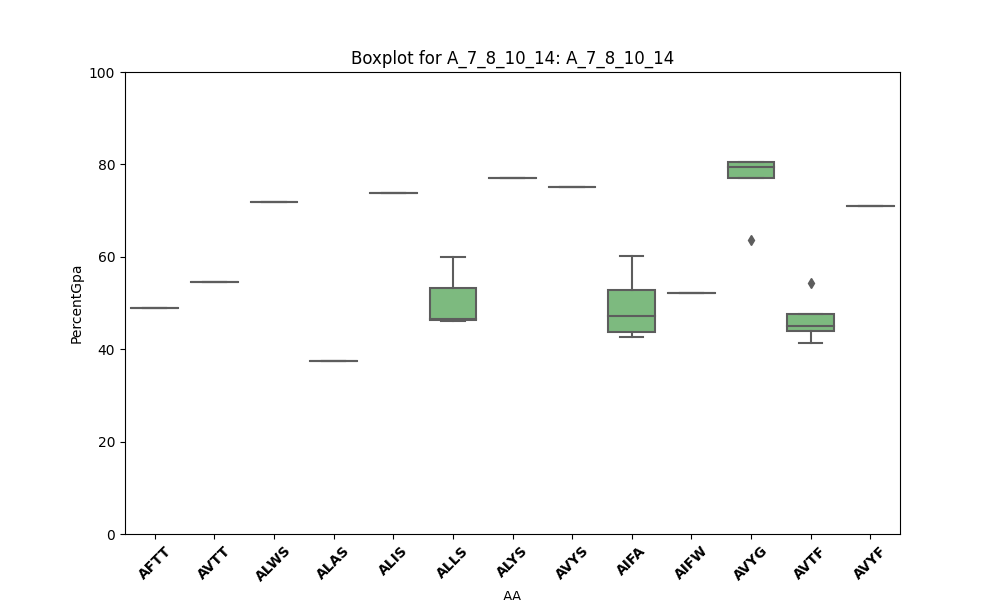 Boxplot for A_7_8_10_14: A_7_8_10_14
100
80
60
40
20
0
PercentGpa
AFTT
AVTT
ALWS
ALAS
ALIS
ALLS
ALYS
AVYS
AIFA
AIFW
AVYG
AVTF
AVYF
AA